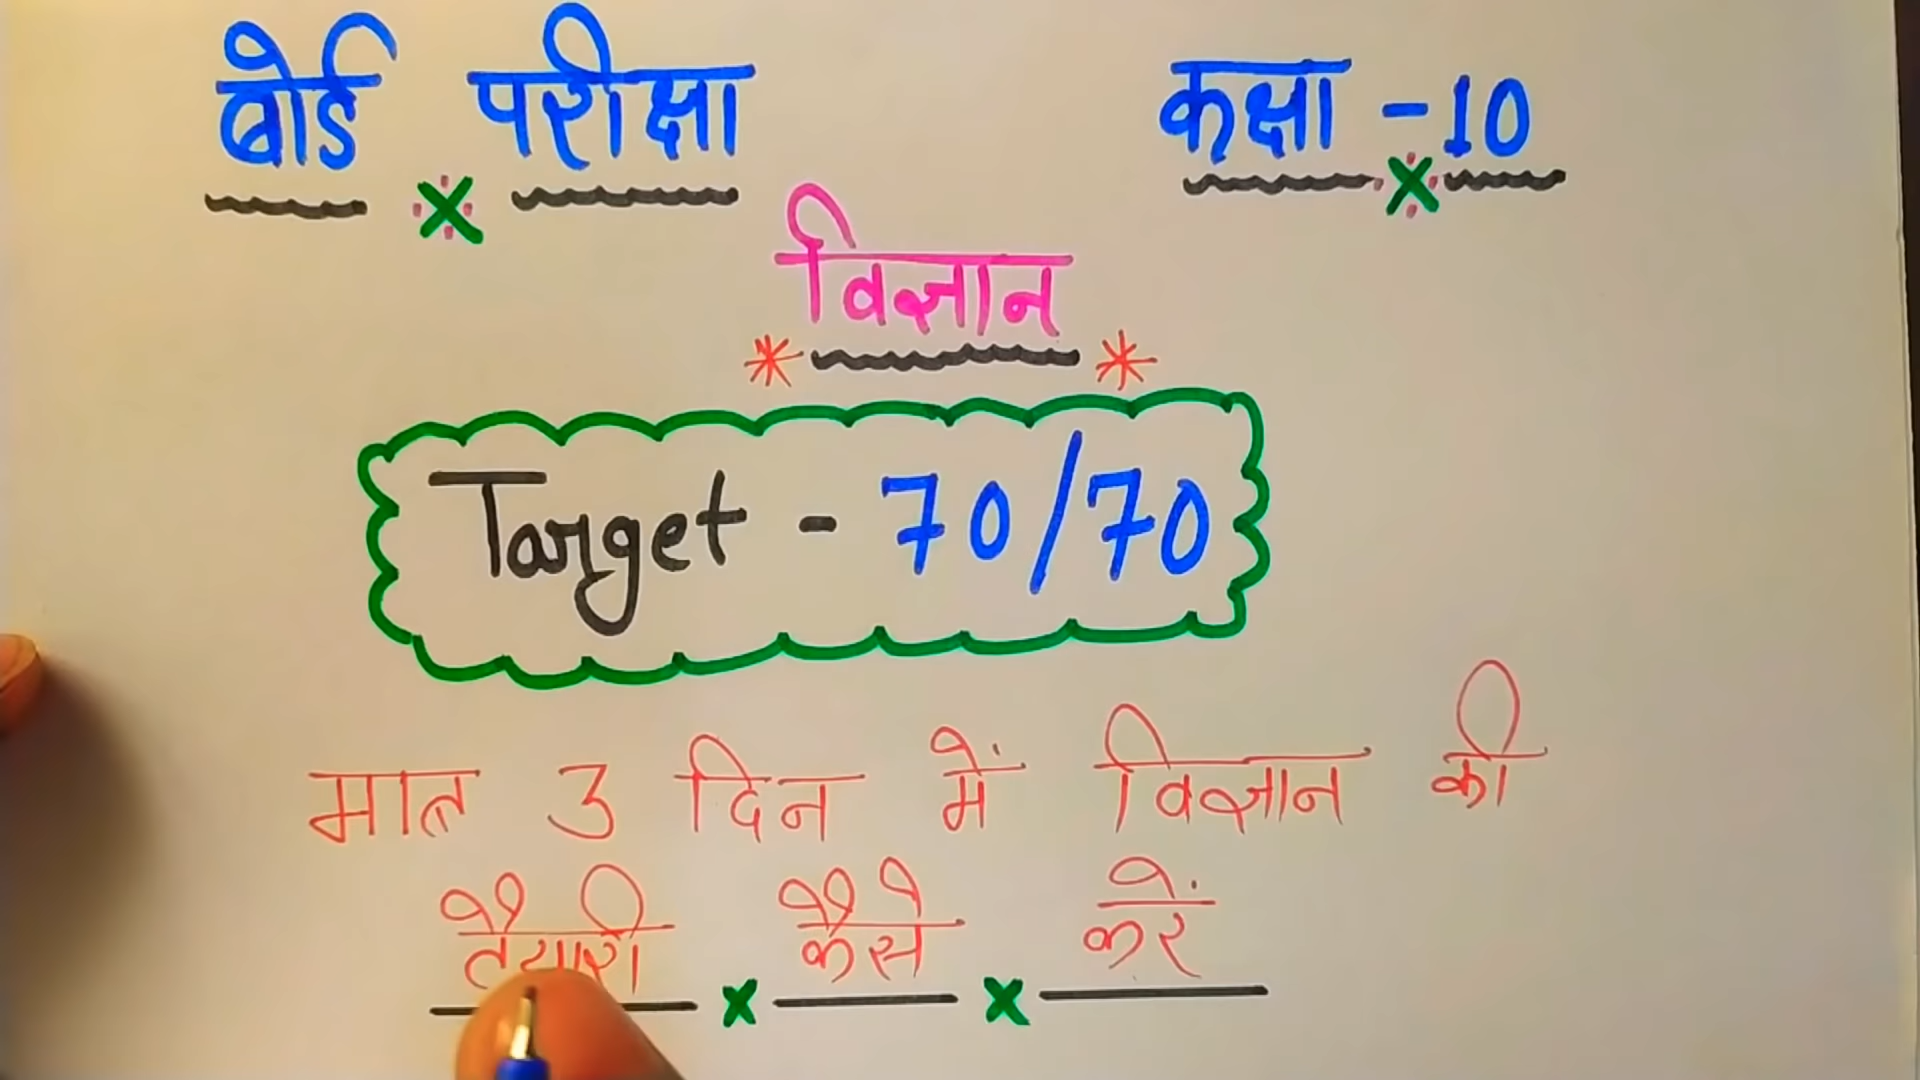 बोर्ड परीक्षा कक्षा - 10
विज्ञान
Target - 70/70
मात्र 3 दिन में विज्ञान की
तैयारी कैसे करें